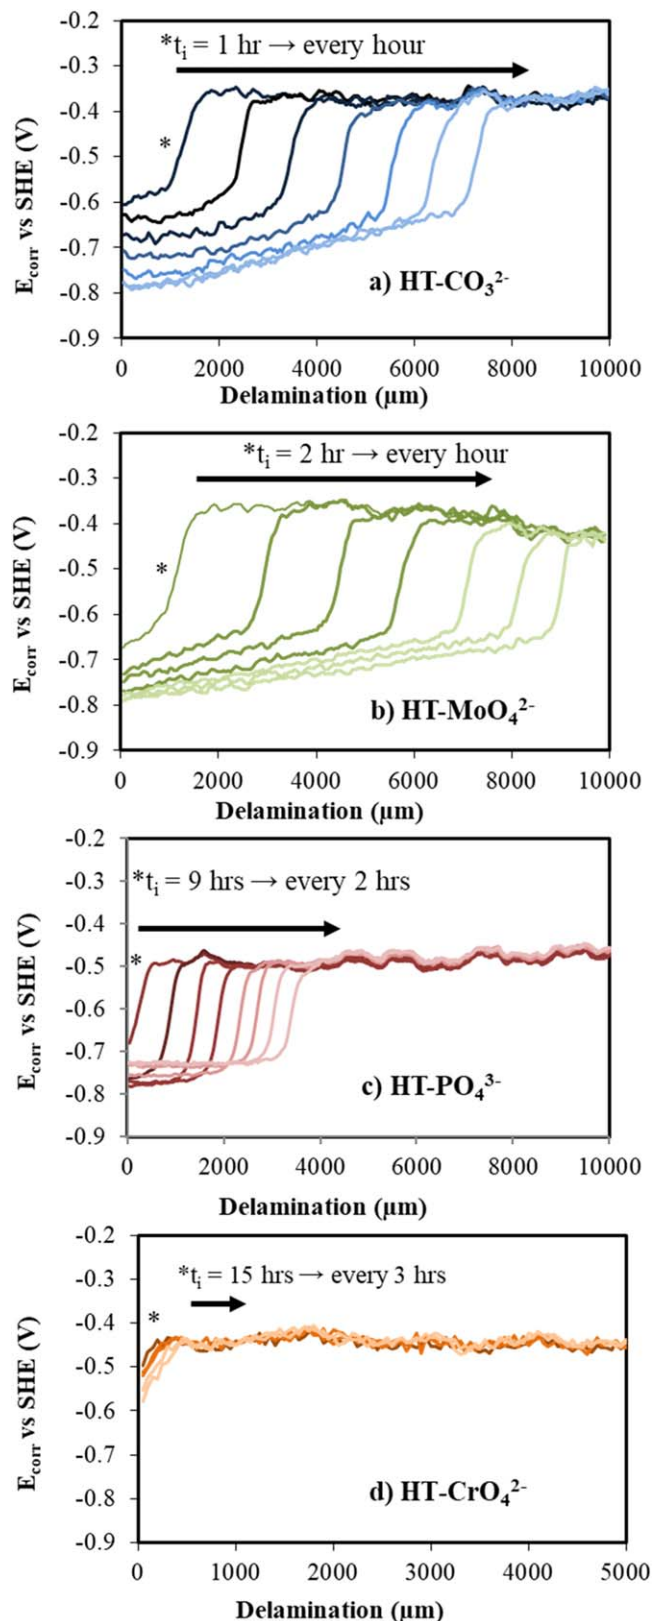 -0.2
*tᵢ = 1 hr → every hour
-0.3
-0.4
*
-0.5
-0.6
-0.7
-0.8
-0.9
E_corr vs SHE (V)
a) HT-CO₃²⁻
0 2000 4000 6000 8000 10000
Delamination (µm)
-0.2
*tᵢ = 2 hr → every hour
-0.3
-0.4
-0.5
*
-0.6
-0.7
-0.8
-0.9
E_corr vs SHE (V)
b) HT-MoO₄²⁻
0 2000 4000 6000 8000 10000
Delamination (µm)
-0.2
-0.3
*tᵢ = 9 hrs → every 2 hrs
-0.4
*
-0.5
-0.6
-0.7
-0.8
-0.9
E_corr vs SHE (V)
c) HT-PO₄³⁻
0 2000 4000 6000 8000 10000
Delamination (µm)
-0.2
*tᵢ = 15 hrs → every 3 hrs
-0.3
*
-0.4
-0.5
-0.6
-0.7
-0.8
-0.9
E_corr vs SHE (V)
d) HT-CrO₄²⁻
0 1000 2000 3000 4000 5000
Delamination (µm)